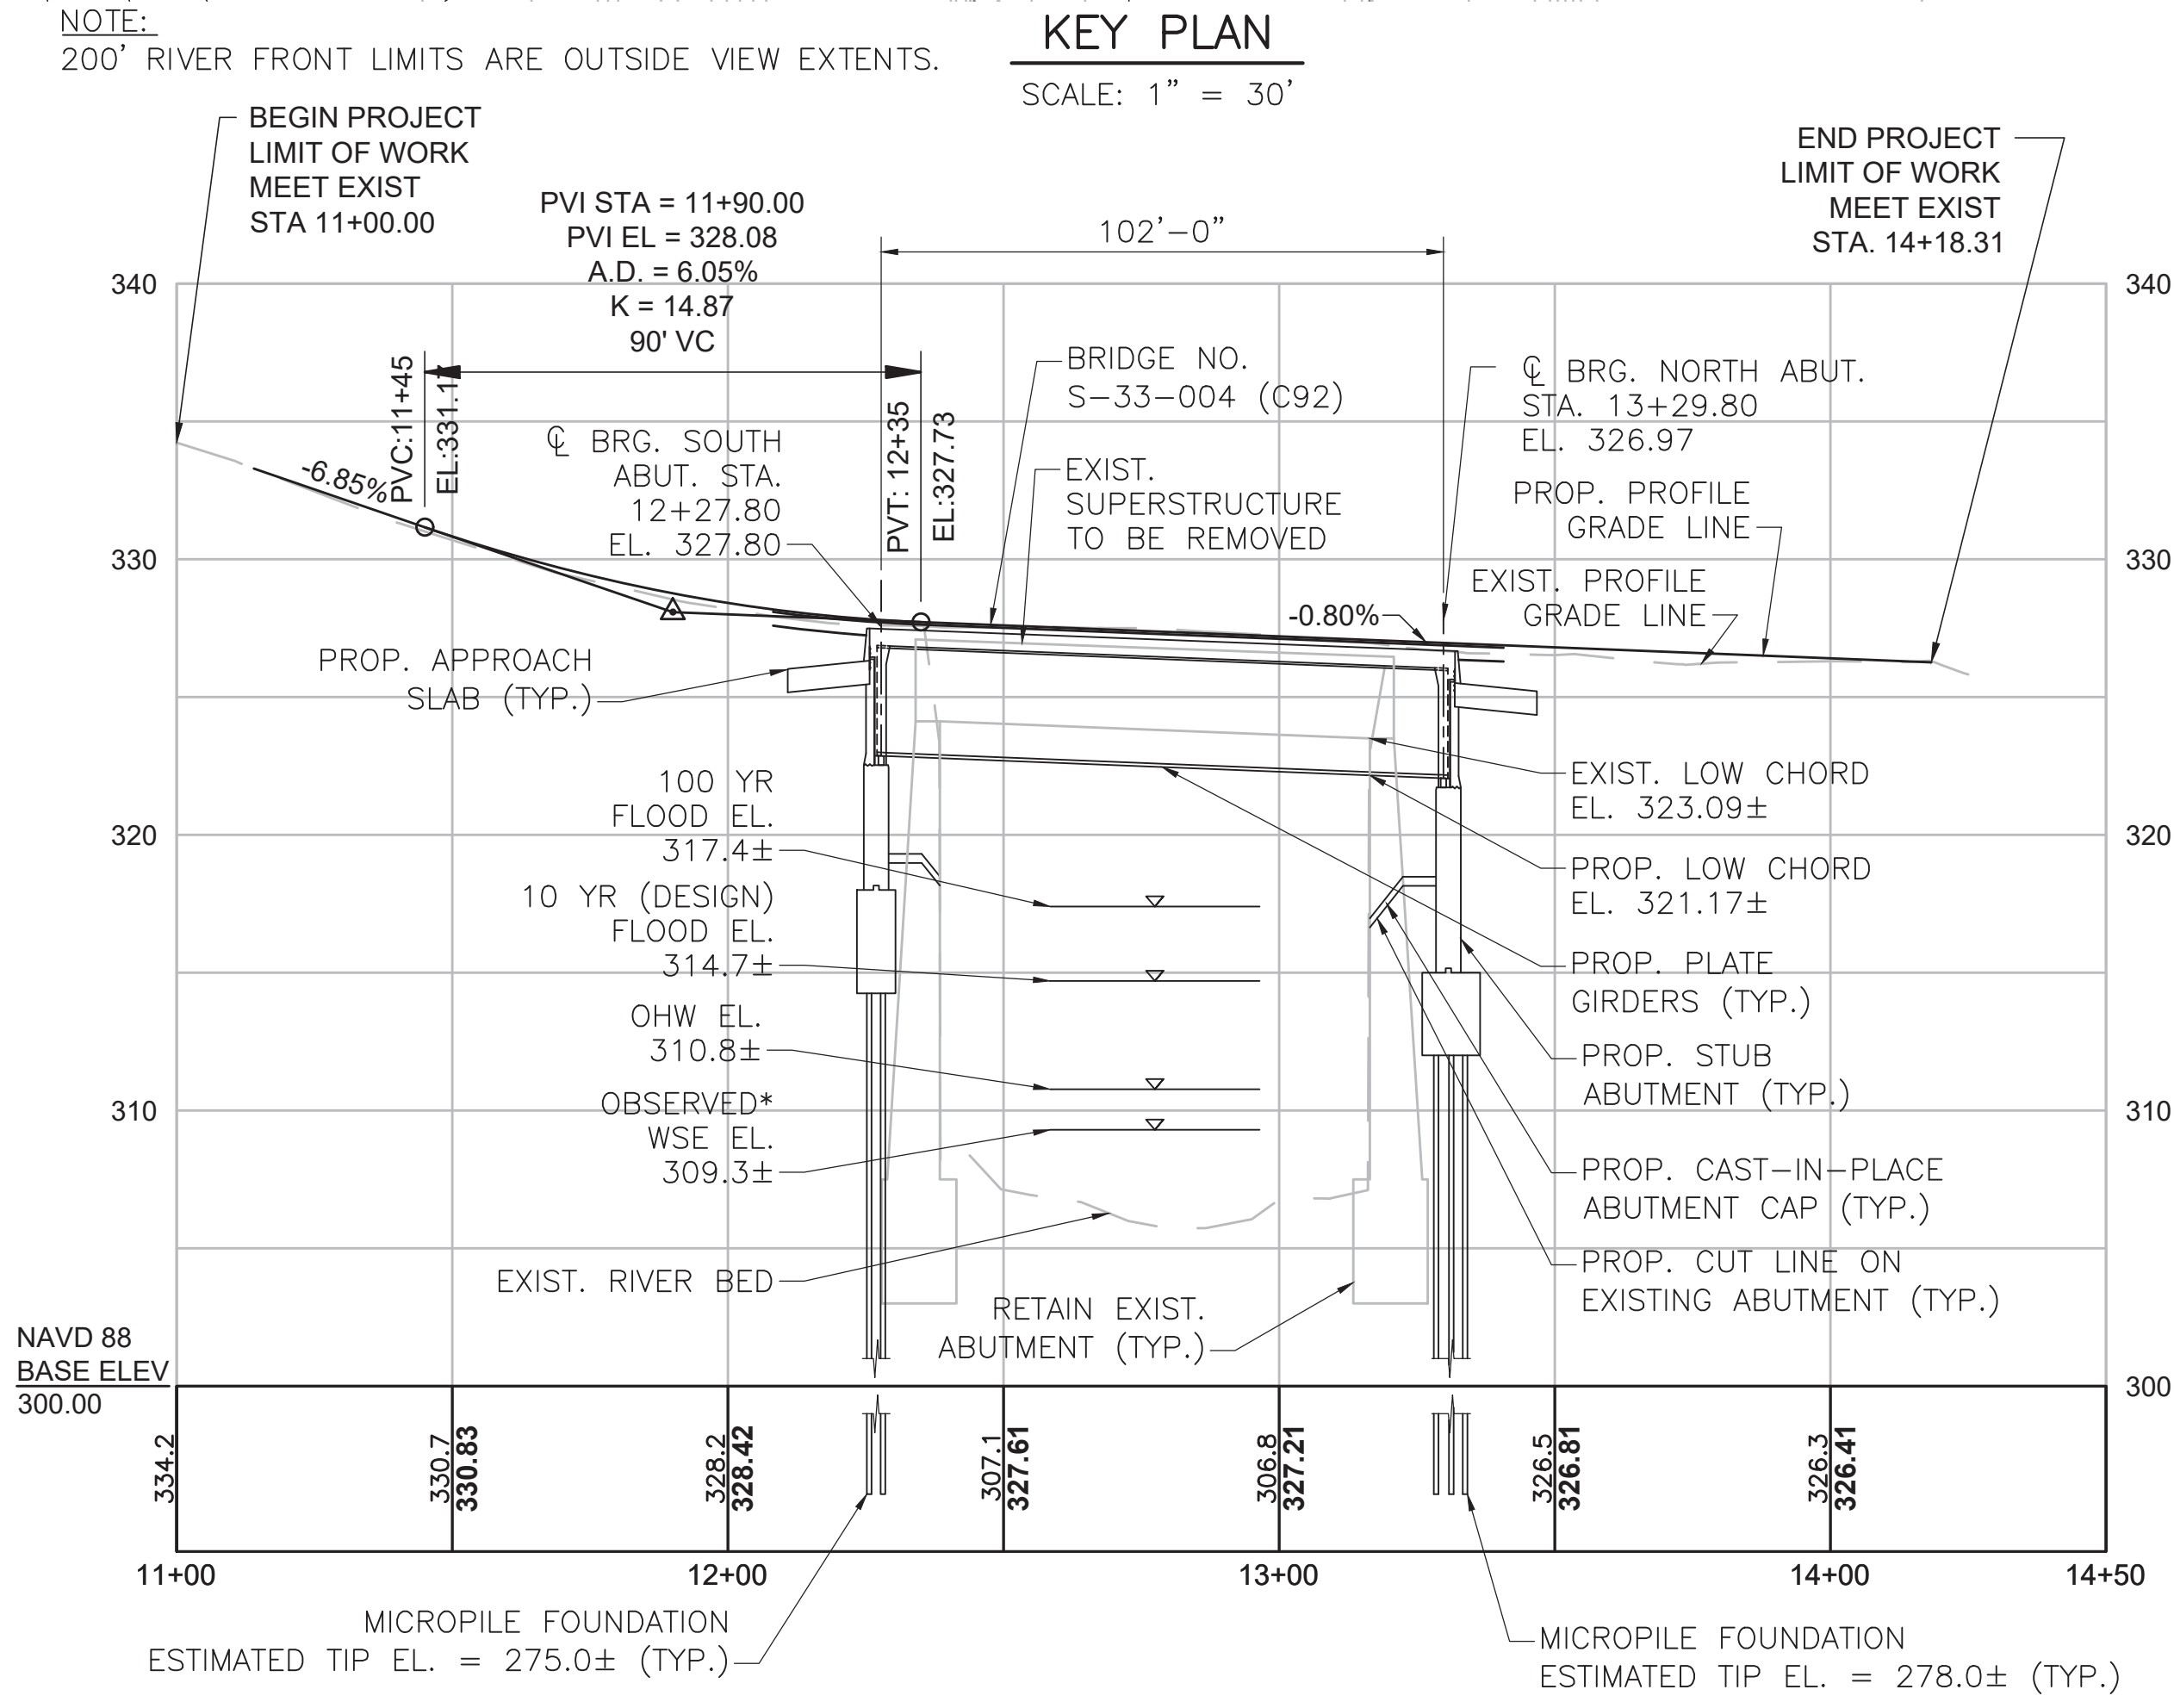 NOTE:
200' RIVER FRONT LIMITS ARE OUTSIDE VIEW EXTENTS.
KEY PLAN
SCALE: 1" = 30'
BEGIN PROJECT
LIMIT OF WORK
MEET EXIST
STA 11+00.00
PVI STA = 11+90.00
PVI EL = 328.08
A.D. = 6.05%
K = 14.87
90' VC
102'-0"
END PROJECT
LIMIT OF WORK
MEET EXIST
STA. 14+18.31
340
340
PVC:11+45
EL:331.17
PVT: 12+35
EL:327.73
-6.85%
℄ BRG. SOUTH
ABUT. STA.
12+27.80
EL. 327.80
BRIDGE NO.
S-33-004 (C92)
EXIST.
SUPERSTRUCTURE
TO BE REMOVED
℄ BRG. NORTH ABUT.
STA. 13+29.80
EL. 326.97
PROP. PROFILE
GRADE LINE
EXIST. PROFILE
GRADE LINE
-0.80%
330
330
PROP. APPROACH
SLAB (TYP.)
100 YR
FLOOD EL.
317.4±
10 YR (DESIGN)
FLOOD EL.
314.7±
OHW EL.
310.8±
OBSERVED*
WSE EL.
309.3±
EXIST. RIVER BED
RETAIN EXIST.
ABUTMENT (TYP.)
EXIST. LOW CHORD
EL. 323.09±
PROP. LOW CHORD
EL. 321.17±
PROP. PLATE
GIRDERS (TYP.)
PROP. STUB
ABUTMENT (TYP.)
PROP. CAST-IN-PLACE
ABUTMENT CAP (TYP.)
PROP. CUT LINE ON
EXISTING ABUTMENT (TYP.)
320
320
310
310
NAVD 88
BASE ELEV
300.00
300
334.2
330.7
330.83
328.2
328.42
307.1
327.61
306.8
327.21
326.5
326.81
326.3
326.41
11+00
12+00
13+00
14+00
14+50
MICROPILE FOUNDATION
ESTIMATED TIP EL. = 275.0± (TYP.)
MICROPILE FOUNDATION
ESTIMATED TIP EL. = 278.0± (TYP.)